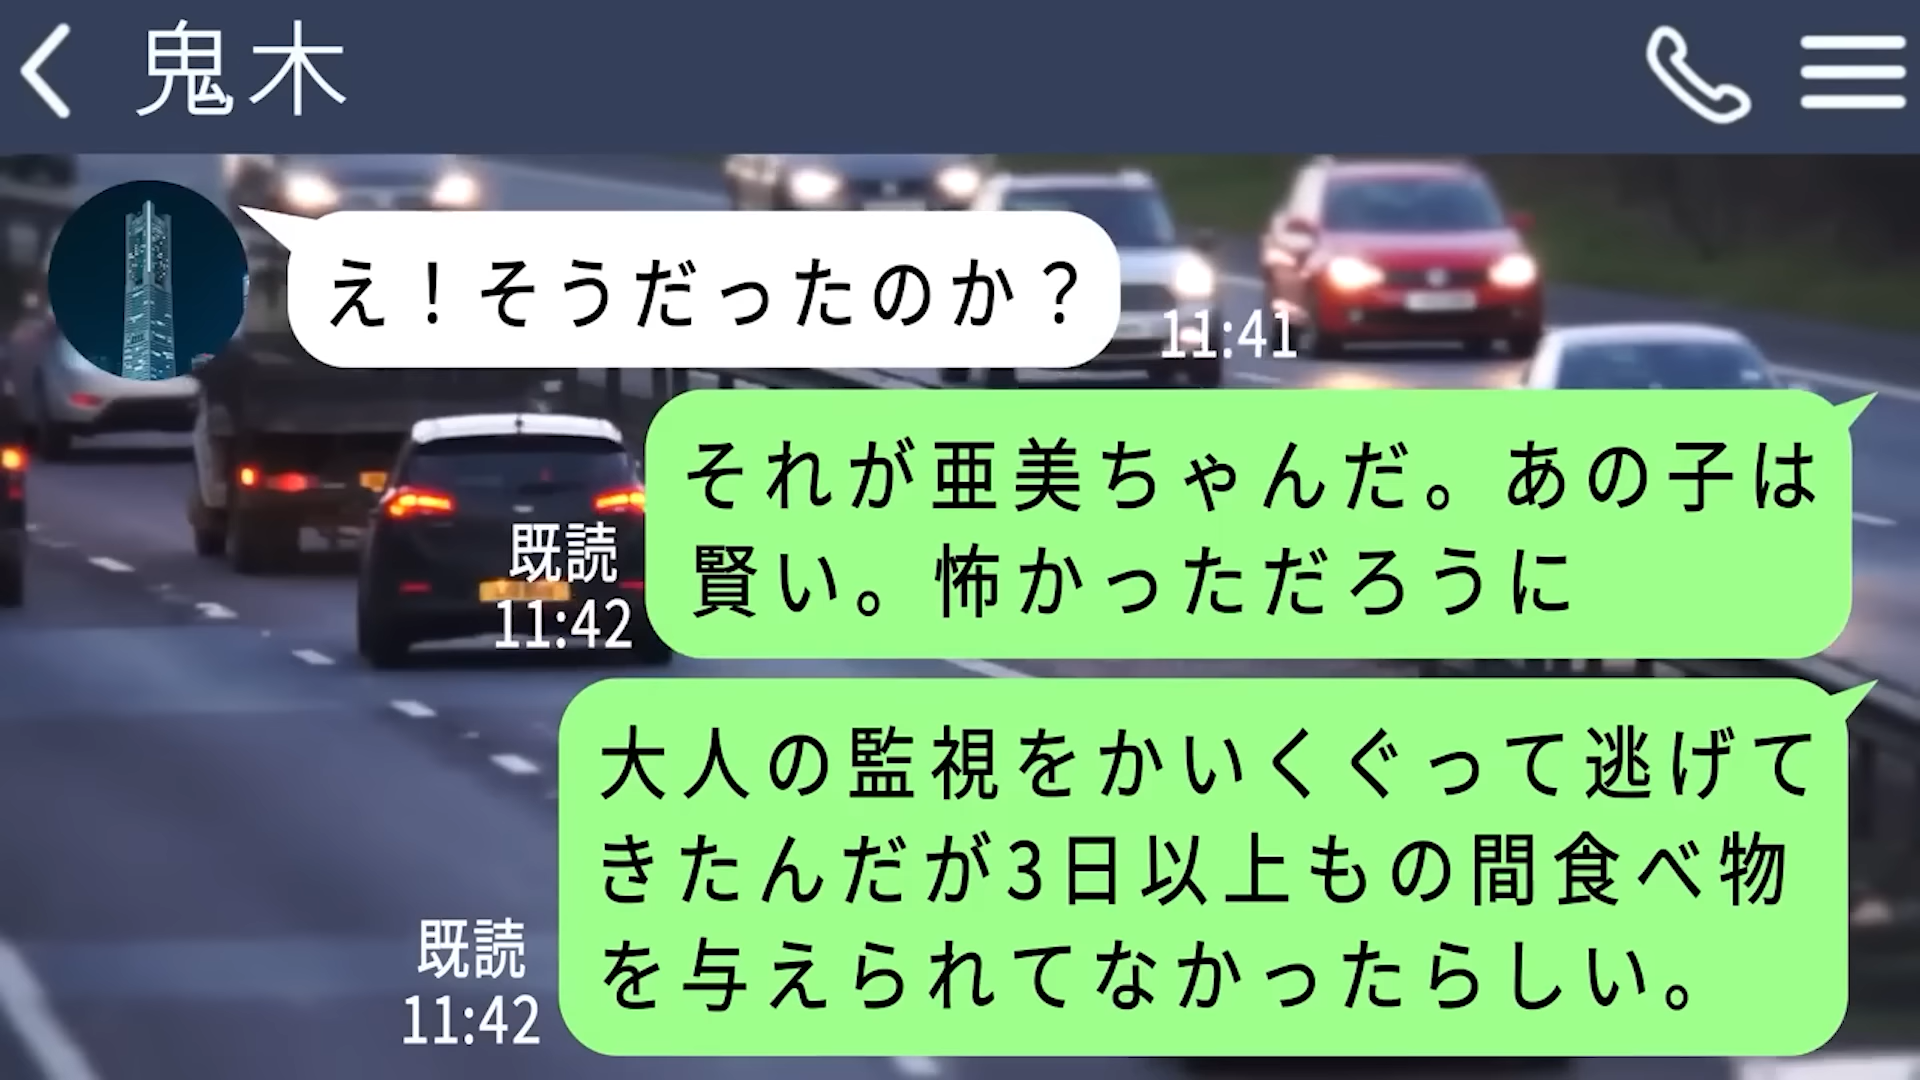 鬼木
え！そうだったのか？
11:41
それが亜美ちゃんだ。あの子は
賢い。怖かっただろうに
既読
11:42
大人の監視をかいくぐって逃げて
きたんだが3日以上もの間食べ物
を与えられてなかったらしい。
既読
11:42